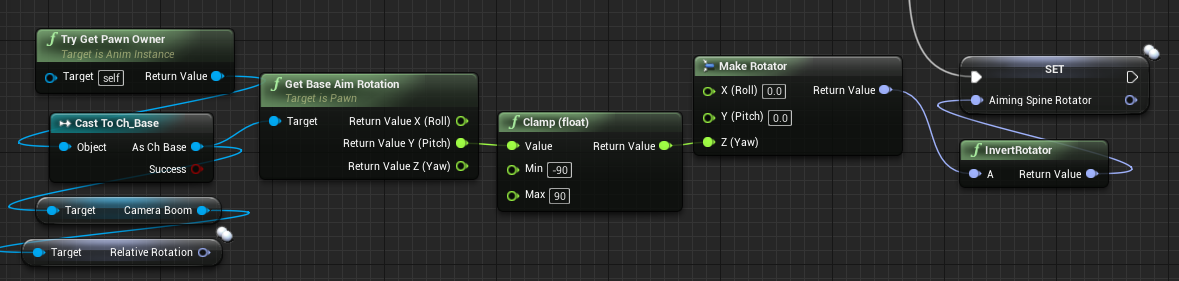 Try Get Pawn Owner
Target is Anim Instance
Target self Return Value
Cast To Ch_Base
Object As Ch Base
Success
Target Camera Boom
Target Relative Rotation
Get Base Aim Rotation
Target is Pawn
Target Return Value X (Roll)
Return Value Y (Pitch)
Return Value Z (Yaw)
Clamp (float)
Value Return Value
Min -90
Max 90
Make Rotator
X (Roll) 0.0 Return Value
Y (Pitch) 0.0
Z (Yaw)
SET
Aiming Spine Rotator
InvertRotator
A Return Value